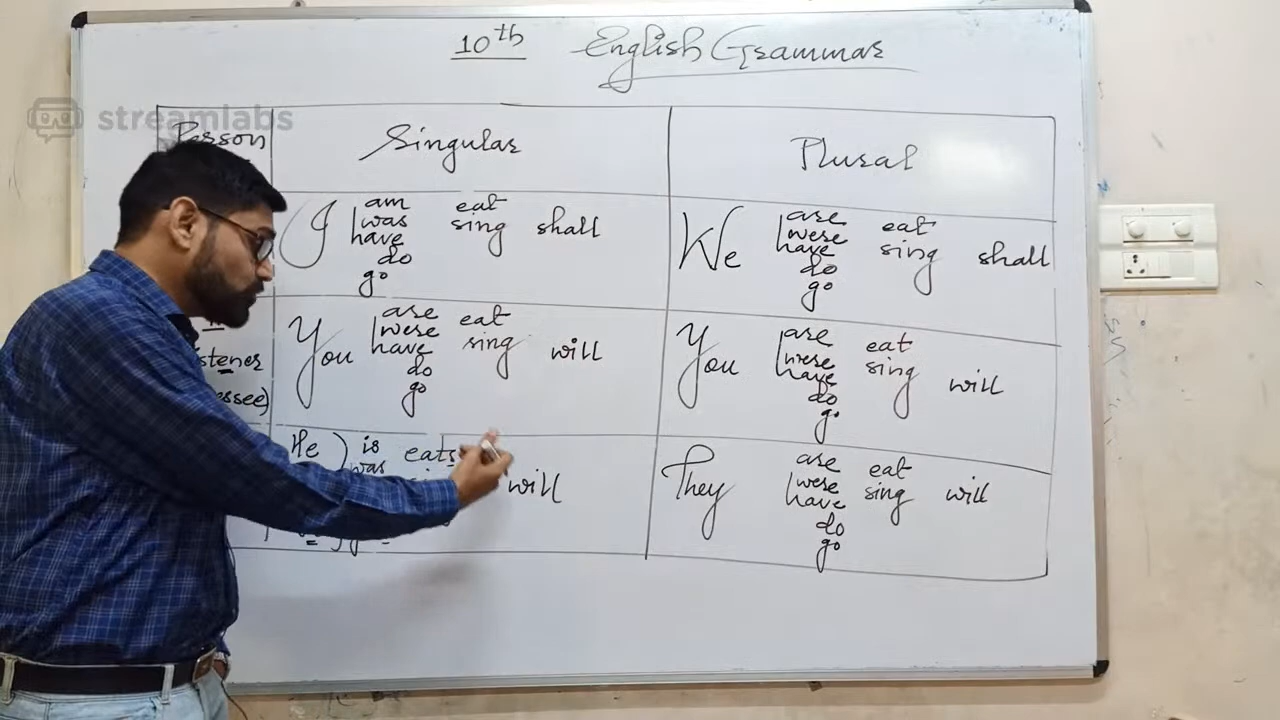 10th English Grammar
streamlabs
Person Singular Plural
I am eat
was sing shall
have
do
go
We are eat
were sing shall
have
do
go
You are eat
were sing will
have
do
go
You are eat
were sing will
have
do
go
He is eats
was
will
They are eat
were sing will
have
do
go